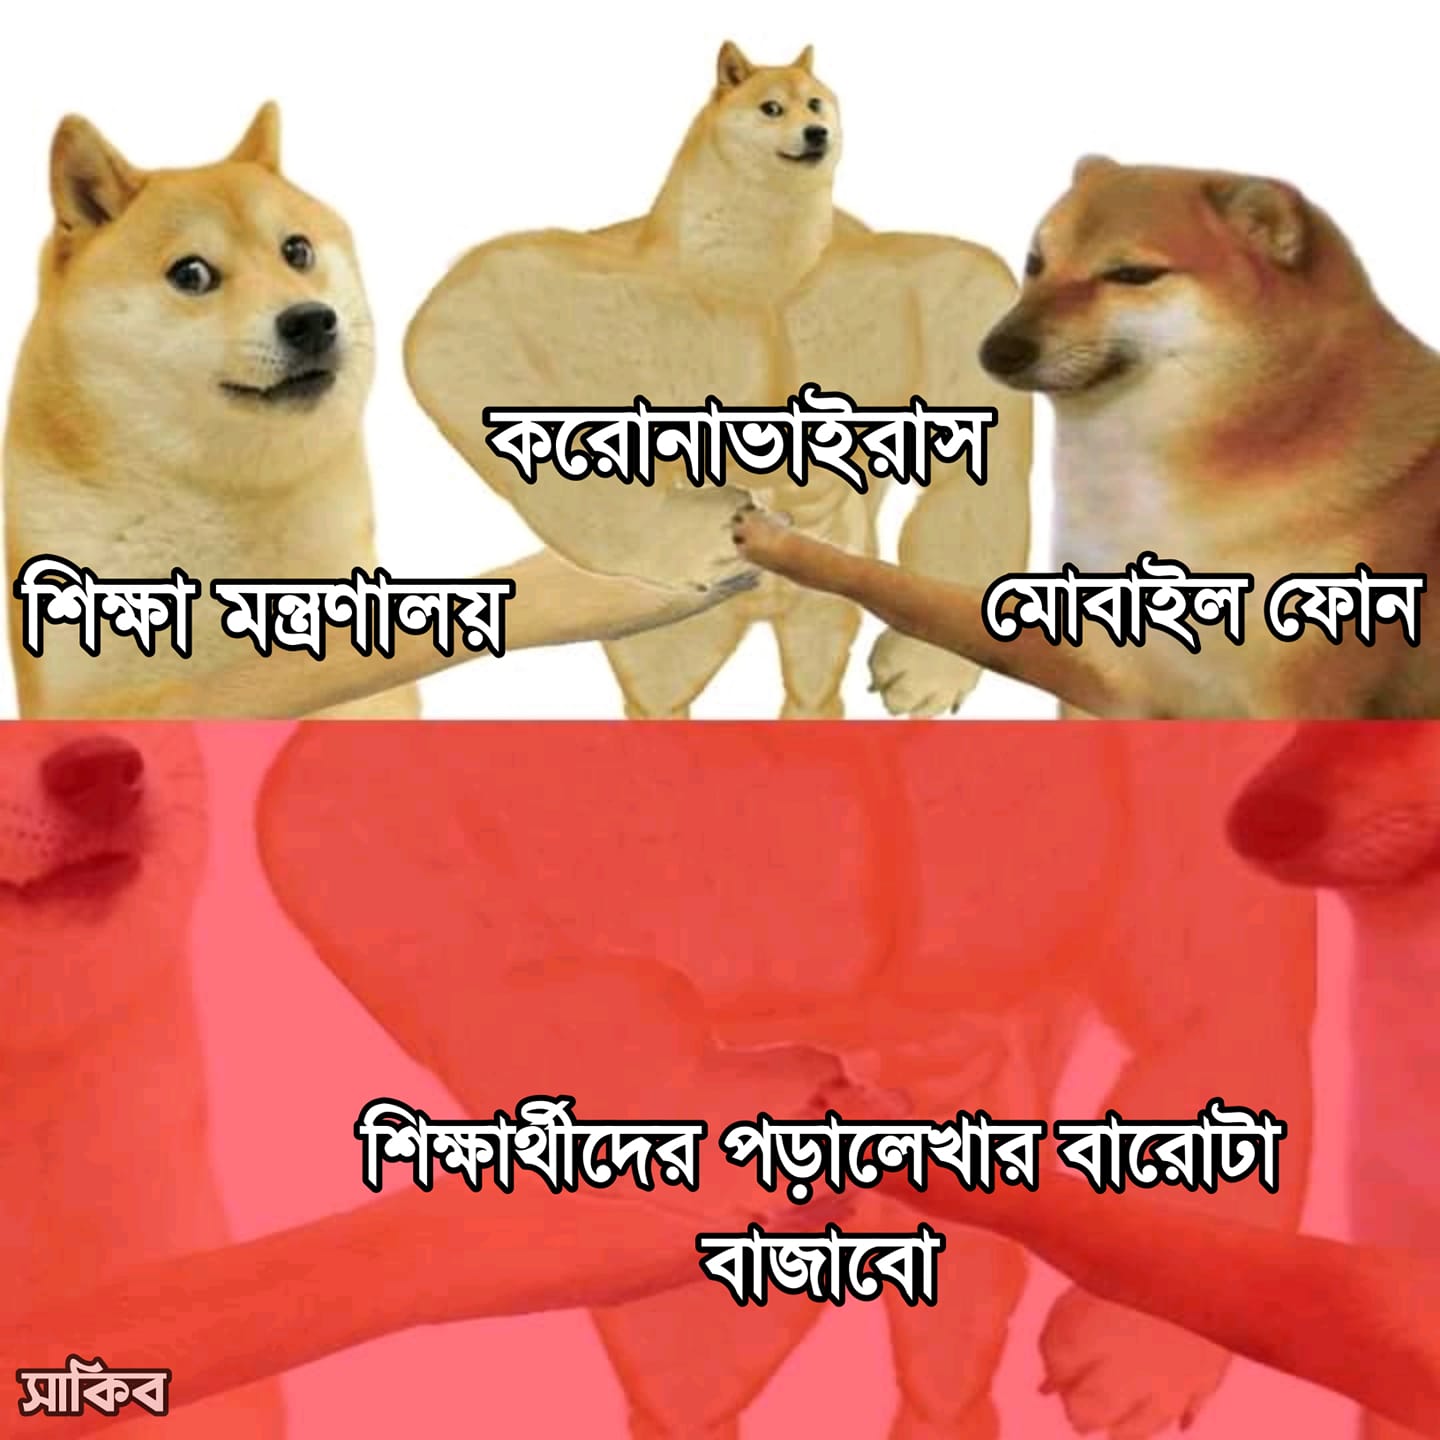 করোনাভাইরাস
শিক্ষা মন্ত্রণালয়
মোবাইল ফোন
শিক্ষার্থীদের পড়ালেখার বারোটা
বাজাবো
সাকিব